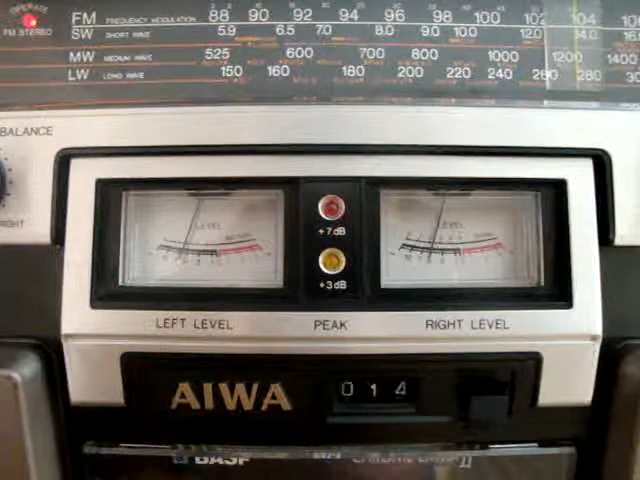 OPERATE
FM STEREO
FM FREQUENCY MODULATION 88 90 92 94 96 98 100 102 104
SW SHORT WAVE 5.9 6.5 7.0 8.0 9.0 10.0 12.0 14.0 16.0
MW MEDIUM WAVE 525 600 700 800 1000 1200 1400
LW LONG WAVE 150 160 180 200 220 240 260 280
BALANCE
LEVEL
LEVEL
+7dB
+3dB
LEFT LEVEL PEAK RIGHT LEVEL
AIWA 014
BASF